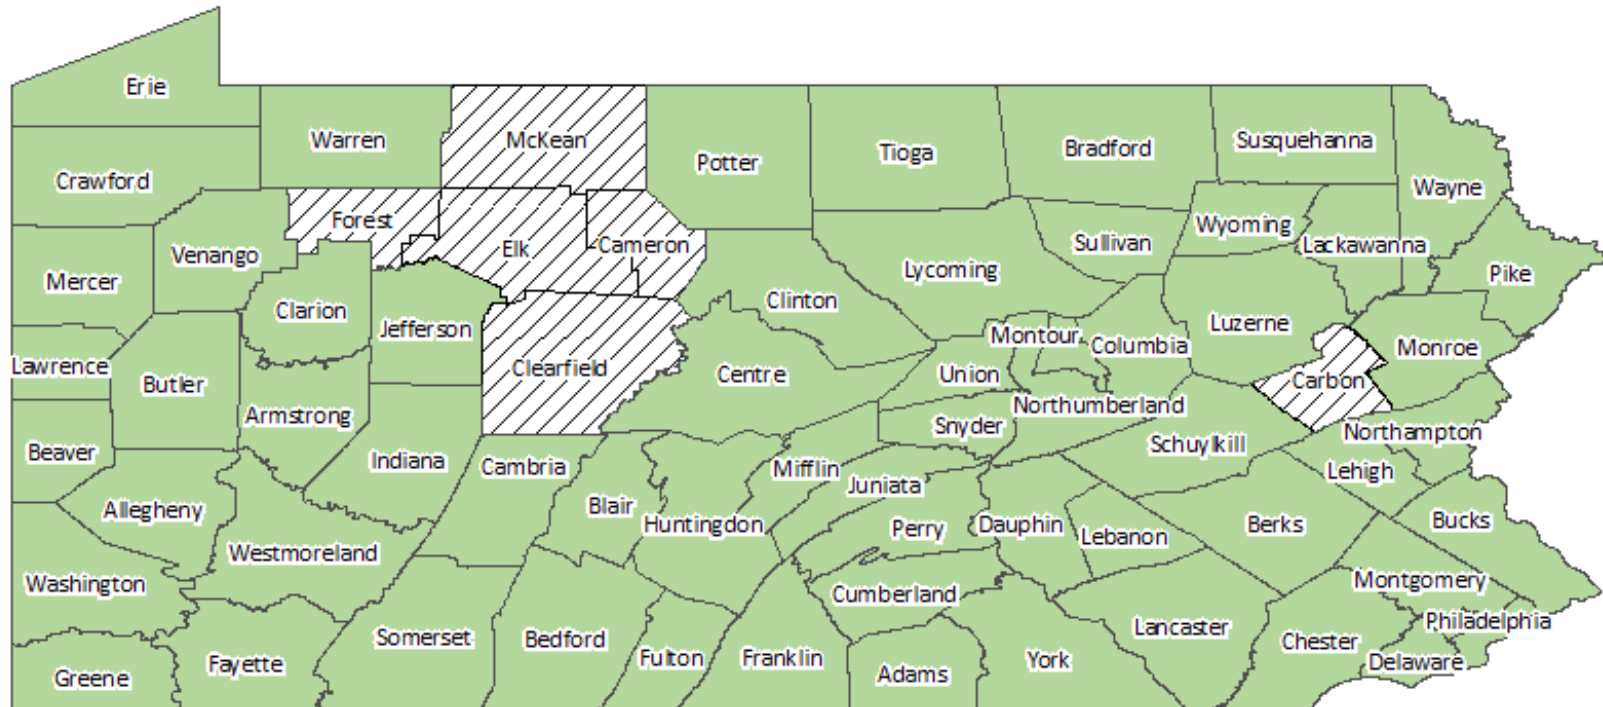 Erie
Warren
McKean
Potter
Tioga
Bradford
Susquehanna
Crawford
Wayne
Forest
Venango
Elk
Cameron
Wyoming
Sullivan
Lackawanna
Mercer
Lycoming
Pike
Clarion
Clinton
Jefferson
Luzerne
Montour
Columbia
Monroe
Lawrence
Butler
Clearfield
Centre
Union
Carbon
Armstrong
Northumberland
Snyder
Northampton
Beaver
Indiana
Cambria
Mifflin
Schuylkill
Lehigh
Juniata
Allegheny
Blair
Huntingdon
Perry
Dauphin
Lebanon
Berks
Bucks
Westmoreland
Washington
Cumberland
Montgomery
Somerset
Bedford
Lancaster
Philadelphia
Greene
Fayette
Fulton
Franklin
Adams
York
Chester
Delaware